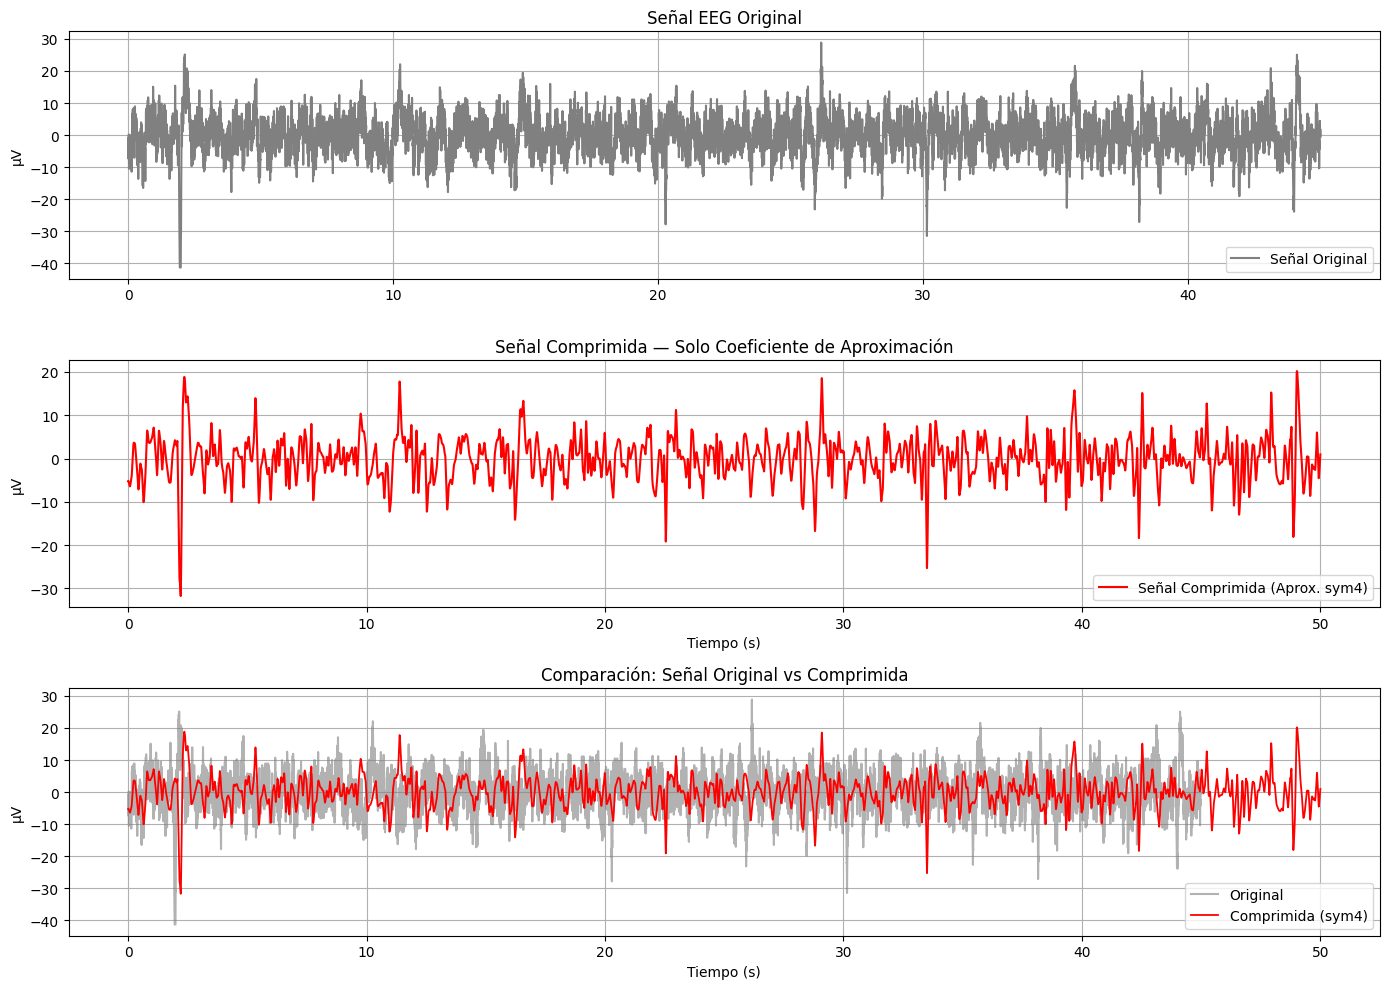 Señal EEG Original
µV
30
20
10
0
−10
−20
−30
−40
Señal Original
0 10 20 30 40
Señal Comprimida — Solo Coeficiente de Aproximación
µV
20
10
0
−10
−20
−30
Señal Comprimida (Aprox. sym4)
0 10 20 30 40 50
Tiempo (s)
Comparación: Señal Original vs Comprimida
µV
30
20
10
0
−10
−20
−30
−40
Original
Comprimida (sym4)
0 10 20 30 40 50
Tiempo (s)